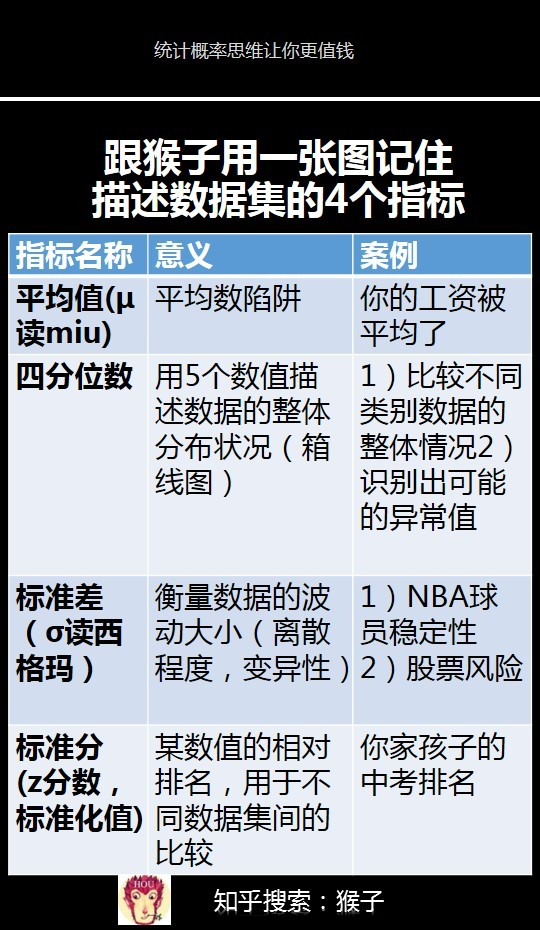 统计概率思维让你更值钱
跟猴子用一张图记住
描述数据集的4个指标
指标名称 意义 案例
平均值(μ
读miu)
平均数陷阱
你的工资被
平均了
四分位数
用5个数值描
述数据的整体
分布状况（箱
线图）
1）比较不同
类别数据的
整体情况2）
识别出可能
的异常值
标准差
（σ读西
格玛）
衡量数据的波
动大小（离散
程度，变异性）
1）NBA球
员稳定性
2）股票风险
标准分
(z分数，
标准化值)
某数值的相对
排名，用于不
同数据集间的
比较
你家孩子的
中考排名
HOU
知乎搜索：猴子